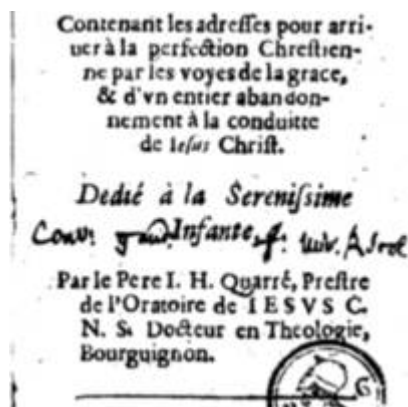 Contenant les adreſſes pour arri-
uer à la perfection Chreſtien-
ne par les voyes de la grace,
& d'vn entier abandon-
nement à la conduitte
de Ieſus Chriſt.
Dedié à la Sereniſſime
Conv: Infante,
Par le Pere I. H. Quarré, Preſtre
de l'Oratoire de IESVS C.
N. S. Docteur en Theologie,
Bourguignon.
G